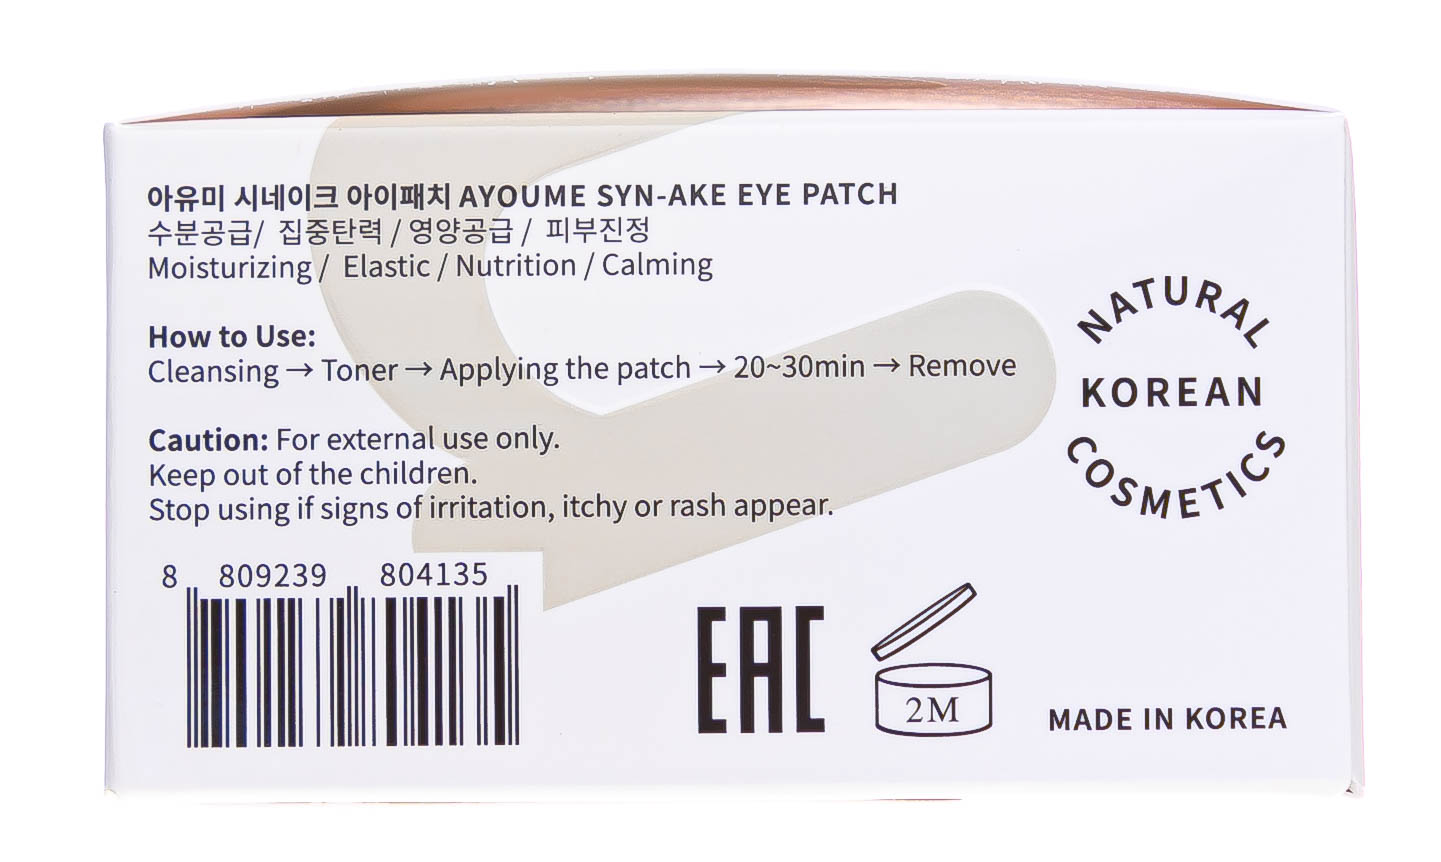 아유미 시네이크 아이패치 AYOUME SYN-AKE EYE PATCH
수분공급/ 집중탄력 / 영양공급 / 피부진정
Moisturizing / Elastic / Nutrition / Calming
How to Use:
Cleansing → Toner → Applying the patch → 20~30min → Remove
Caution: For external use only.
Keep out of the children.
Stop using if signs of irritation, itchy or rash appear.
NATURAL
KOREAN
COSMETICS
8 809239 804135
EAC
2M
MADE IN KOREA